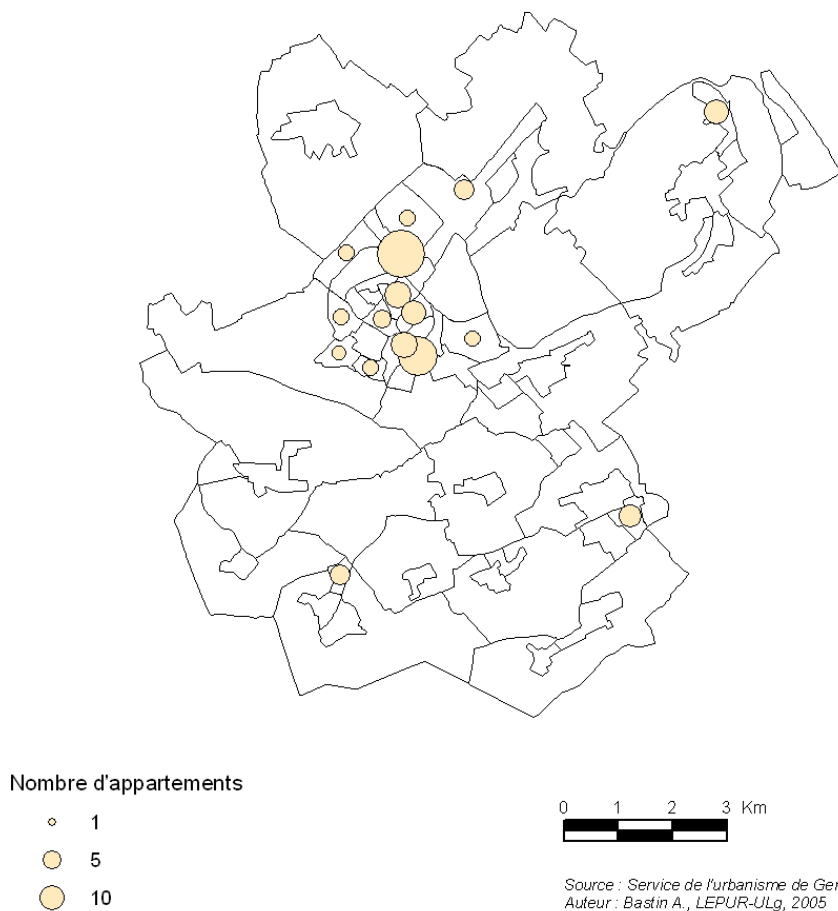 Nombre d'appartements
1
5
10
0 1 2 3 Km
Source : Service de l'urbanisme de
Auteur : Bastin A., LEPUR-ULg, 2005